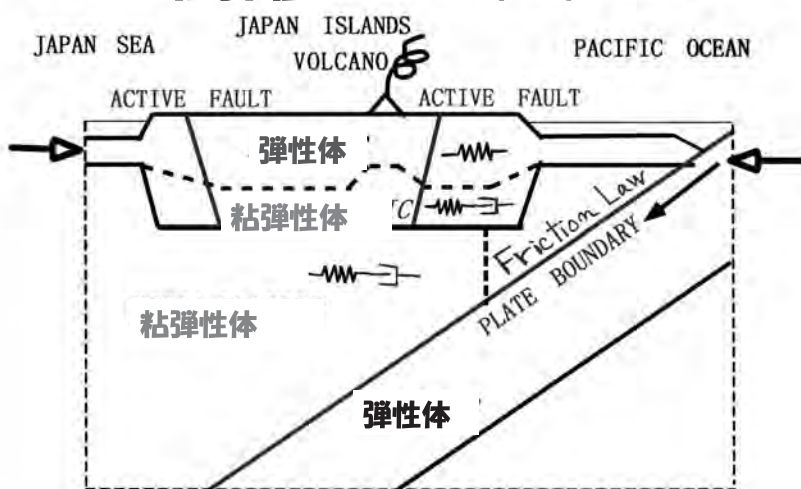 JAPAN SEA
JAPAN ISLANDS
VOLCANO
PACIFIC OCEAN
ACTIVE FAULT
ACTIVE FAULT
弾性体
粘弾性体
Friction Law
PLATE BOUNDARY
粘弾性体
弾性体